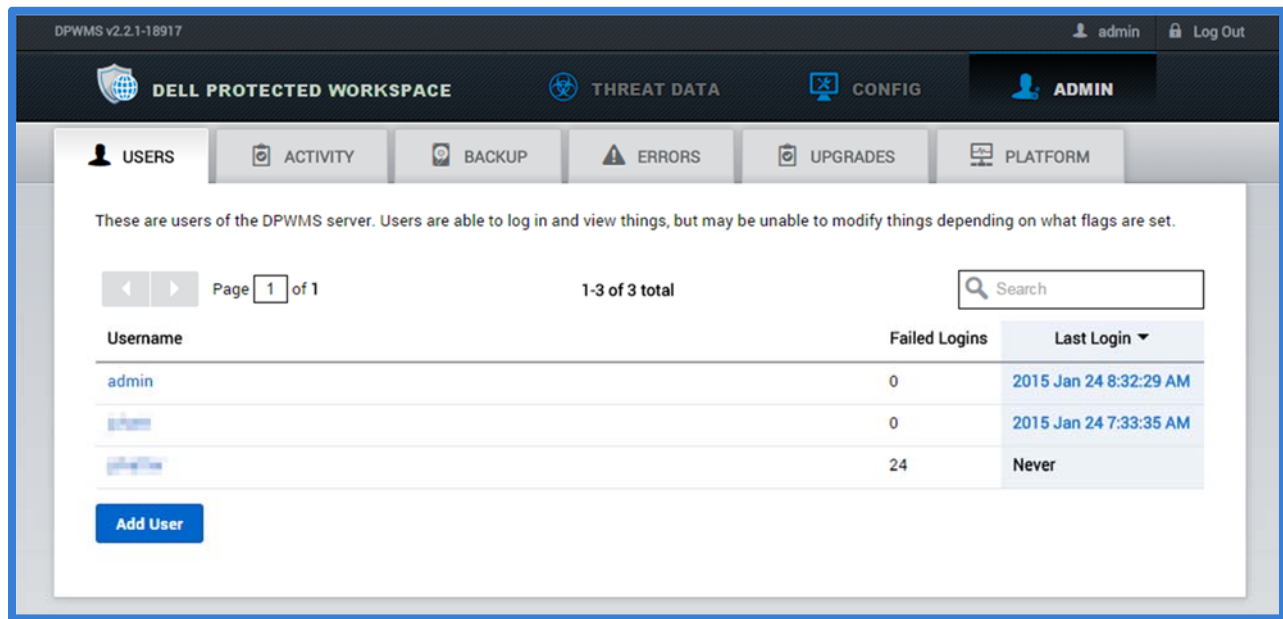 DPWMS v2.2.1-18917 admin Log Out
DELL PROTECTED WORKSPACE THREAT DATA CONFIG ADMIN
USERS ACTIVITY BACKUP ERRORS UPGRADES PLATFORM
These are users of the DPWMS server. Users are able to log in and view things, but may be unable to modify things depending on what flags are set.
Page 1 of 1 1-3 of 3 total Search
Username Failed Logins Last Login
admin 0 2015 Jan 24 8:32:29 AM
0 2015 Jan 24 7:33:35 AM
24 Never
Add User